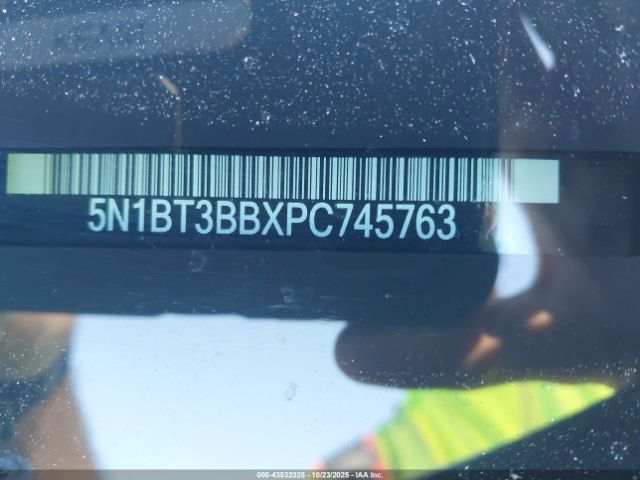 5N1BT3BBXPC745763
000-43532328 - 10/23/2025 - IAA Inc.